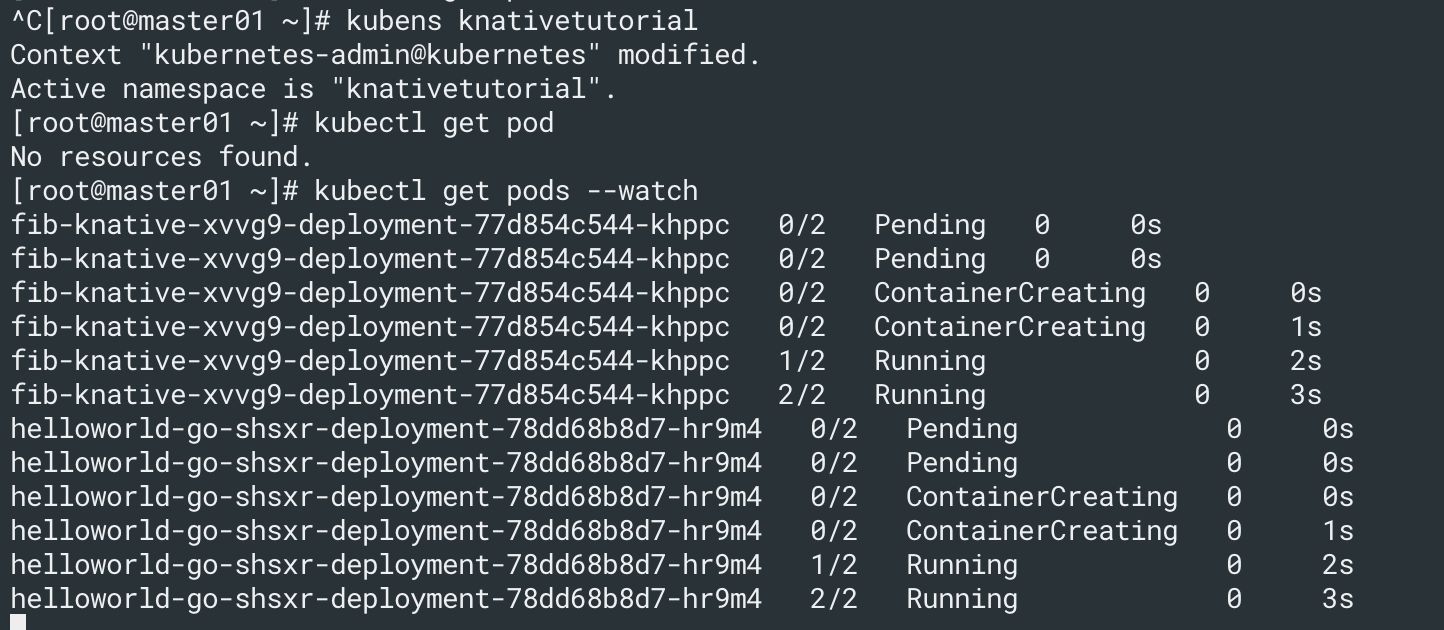 ^C[root@master01 ~]# kubens knativetutorial
Context "kubernetes-admin@kubernetes" modified.
Active namespace is "knativetutorial".
[root@master01 ~]# kubectl get pod
No resources found.
[root@master01 ~]# kubectl get pods --watch
fib-knative-xvvg9-deployment-77d854c544-khppc   0/2   Pending   0     0s
fib-knative-xvvg9-deployment-77d854c544-khppc   0/2   Pending   0     0s
fib-knative-xvvg9-deployment-77d854c544-khppc   0/2   ContainerCreating   0     0s
fib-knative-xvvg9-deployment-77d854c544-khppc   0/2   ContainerCreating   0     1s
fib-knative-xvvg9-deployment-77d854c544-khppc   1/2   Running             0     2s
fib-knative-xvvg9-deployment-77d854c544-khppc   2/2   Running             0     3s
helloworld-go-shsxr-deployment-78dd68b8d7-hr9m4   0/2   Pending             0     0s
helloworld-go-shsxr-deployment-78dd68b8d7-hr9m4   0/2   Pending             0     0s
helloworld-go-shsxr-deployment-78dd68b8d7-hr9m4   0/2   ContainerCreating   0     0s
helloworld-go-shsxr-deployment-78dd68b8d7-hr9m4   0/2   ContainerCreating   0     1s
helloworld-go-shsxr-deployment-78dd68b8d7-hr9m4   1/2   Running             0     2s
helloworld-go-shsxr-deployment-78dd68b8d7-hr9m4   2/2   Running             0     3s